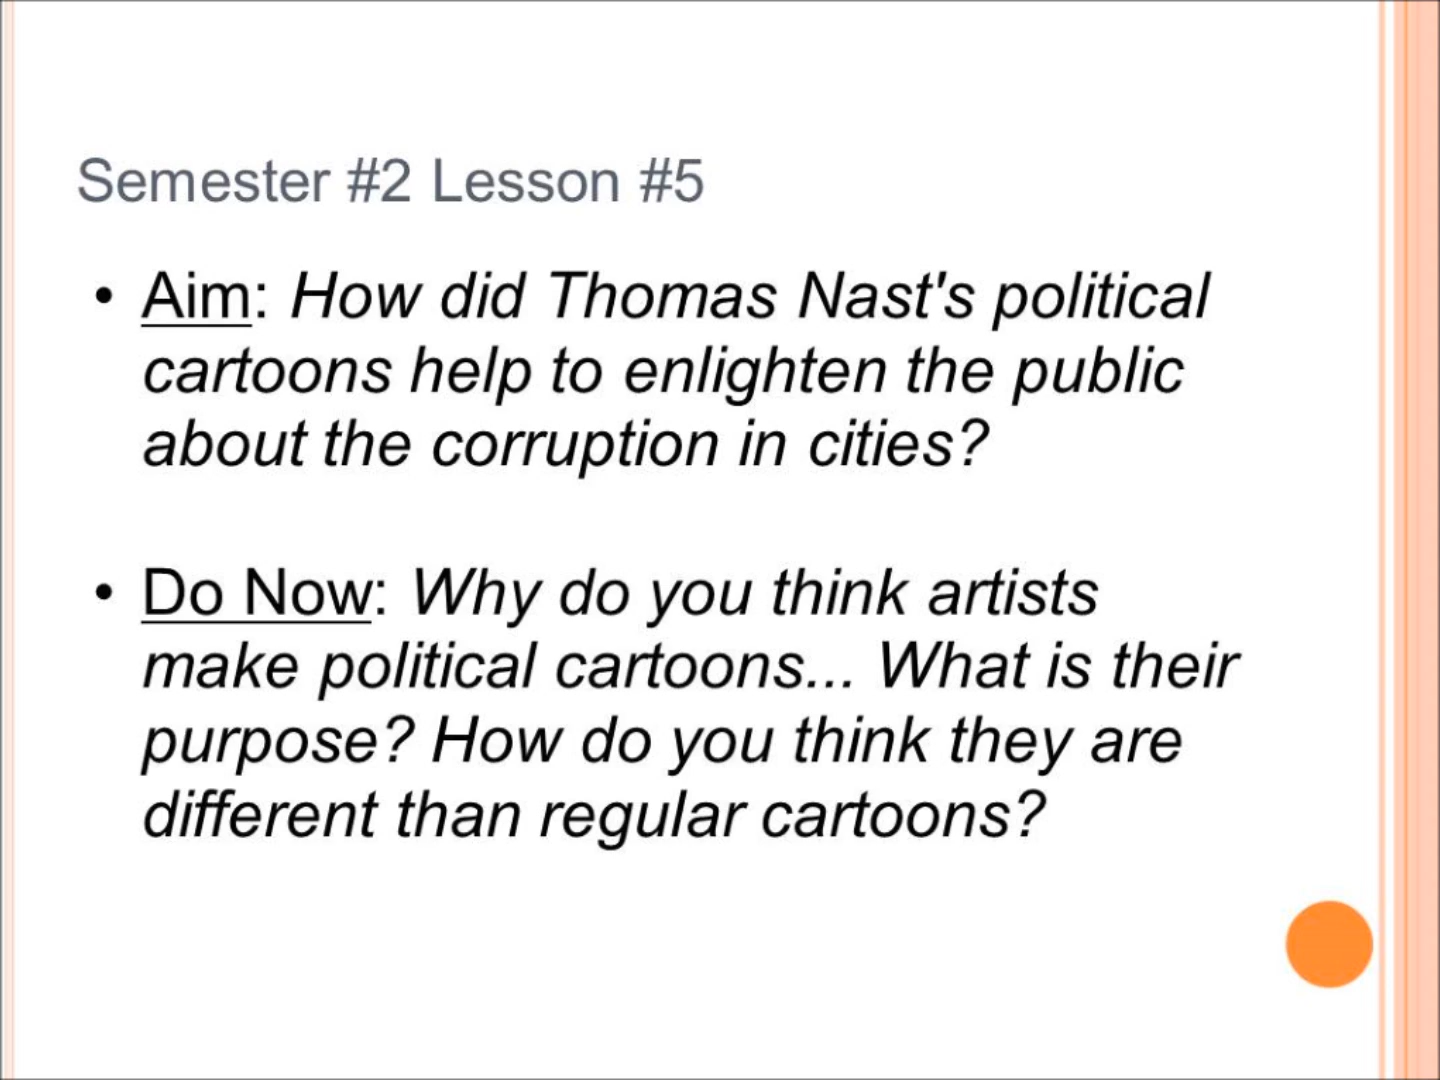 Semester #2 Lesson #5
• Aim: How did Thomas Nast's political
cartoons help to enlighten the public
about the corruption in cities?
• Do Now: Why do you think artists
make political cartoons... What is their
purpose? How do you think they are
different than regular cartoons?